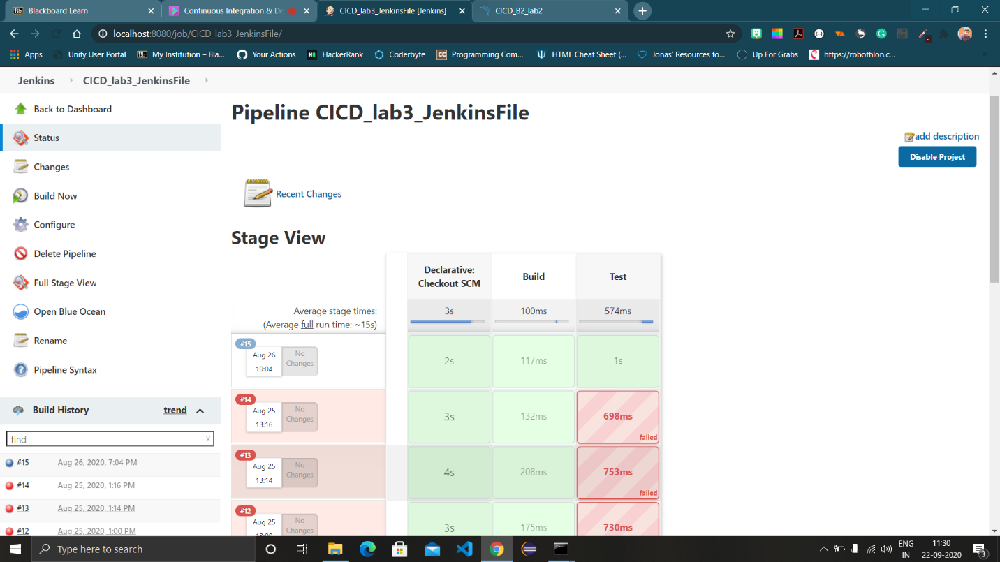 Blackboard Learn
Continuous Integration & De
CICD_lab3_JenkinsFile [Jenkins]
CICD_B2_lab2
localhost:8080/job/CICD_lab3_JenkinsFile/
Apps
Unify User Portal
My Institution – Bla...
Your Actions
HackerRank
Coderbyte
Programming Com...
HTML Cheat Sheet (...
Jonas' Resources fo...
Up For Grabs
https://robothlon.c...
Jenkins
CICD_lab3_JenkinsFile
Back to Dashboard
Status
Changes
Build Now
Configure
Delete Pipeline
Full Stage View
Open Blue Ocean
Rename
Pipeline Syntax
Build History
trend
find
x
#15
Aug 26, 2020, 7:04 PM
#14
Aug 25, 2020, 1:16 PM
#13
Aug 25, 2020, 1:14 PM
#12
Aug 25, 2020, 1:00 PM
Pipeline CICD_lab3_JenkinsFile
add description
Disable Project
Recent Changes
Stage View
Declarative:
Checkout SCM
Build
Test
Average stage times:
(Average full run time: ~15s)
3s
100ms
574ms
#15
Aug 26
19:04
No
Changes
2s
117ms
1s
#14
Aug 25
13:16
No
Changes
3s
132ms
698ms
failed
#13
Aug 25
13:14
No
Changes
4s
208ms
753ms
failed
#12
Aug 25
13:00
No
Changes
3s
175ms
730ms
Type here to search
ENG
IN
11:30
22-09-2020
3